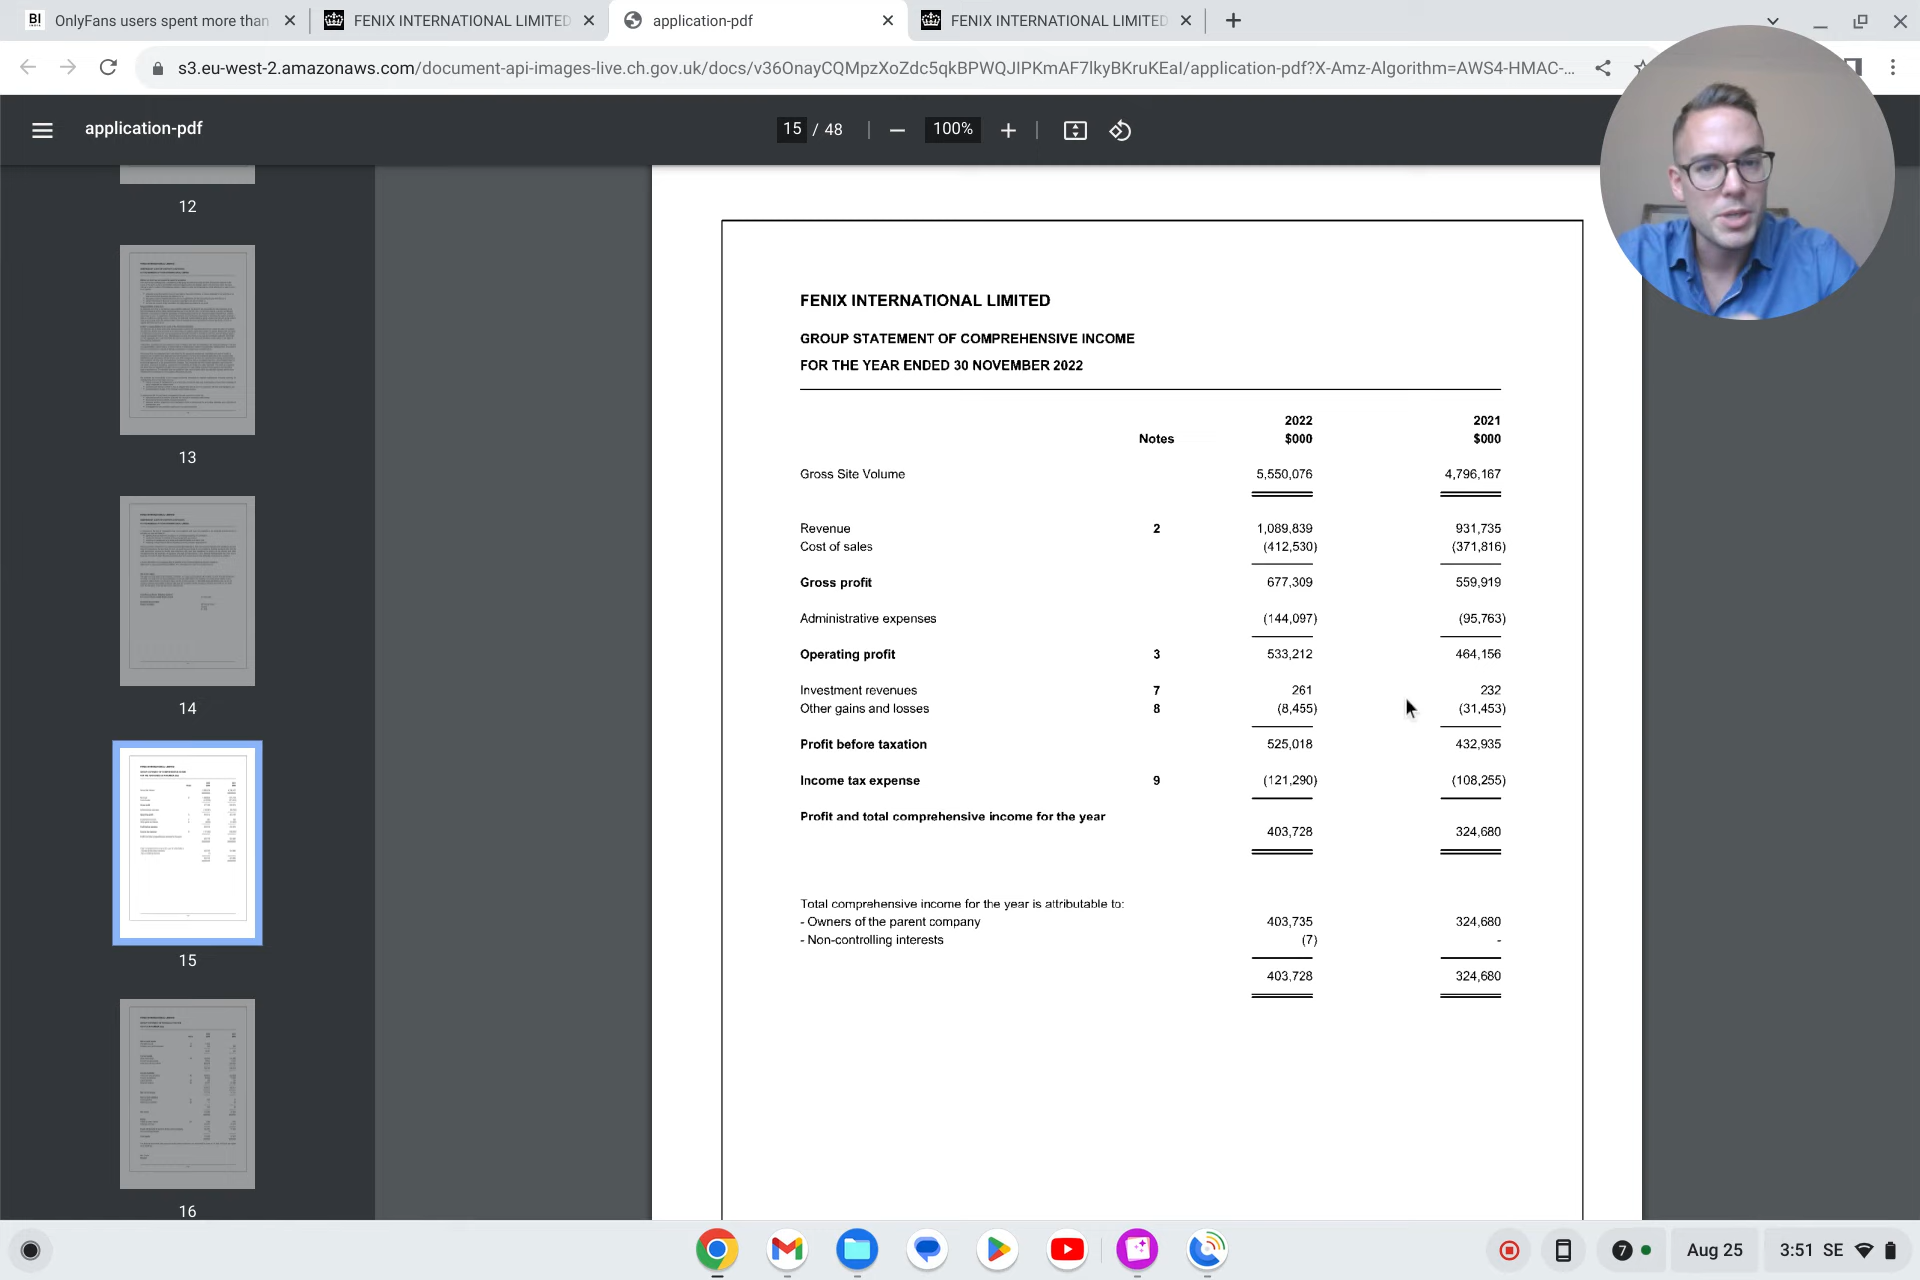 BI
OnlyFans users spent more than
FENIX INTERNATIONAL LIMITED
application-pdf
FENIX INTERNATIONAL LIMITED
s3.eu-west-2.amazonaws.com/document-api-images-live.ch.gov.uk/docs/v36OnayCQMpzXoZdc5qkBPWQJIPKmAF7lkyBKruKEaI/application-pdf?X-Amz-Algorithm=AWS4-HMAC-...
application-pdf
15 / 48
100%
12
13
14
15
16
FENIX INTERNATIONAL LIMITED
GROUP STATEMENT OF COMPREHENSIVE INCOME
FOR THE YEAR ENDED 30 NOVEMBER 2022
2022 2021
Notes $000 $000
Gross Site Volume 5,550,076 4,796,167
Revenue 2 1,089,839 931,735
Cost of sales (412,530) (371,816)
Gross profit 677,309 559,919
Administrative expenses (144,097) (95,763)
Operating profit 3 533,212 464,156
Investment revenues 7 261 232
Other gains and losses 8 (8,455) (31,453)
Profit before taxation 525,018 432,935
Income tax expense 9 (121,290) (108,255)
Profit and total comprehensive income for the year
403,728 324,680
Total comprehensive income for the year is attributable to:
- Owners of the parent company 403,735 324,680
- Non-controlling interests (7) -
403,728 324,680
7
Aug 25
3:51 SE